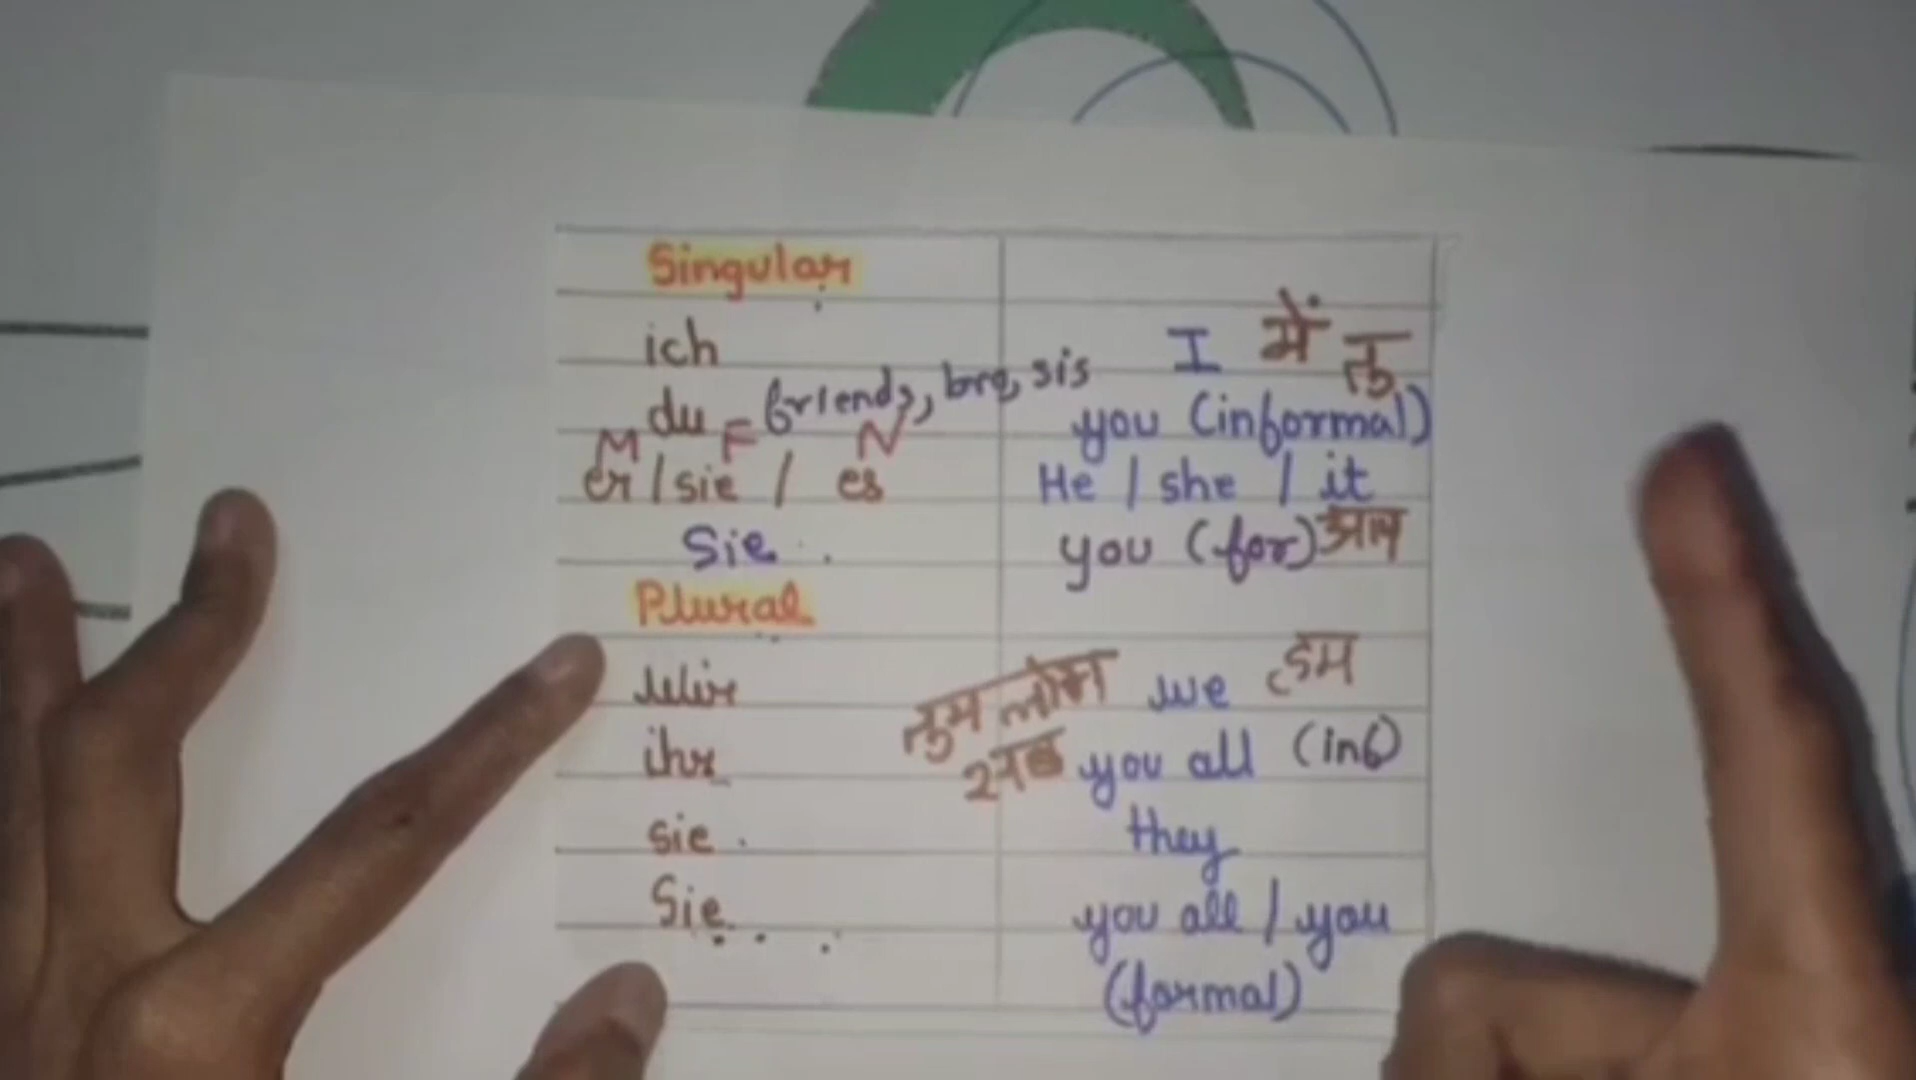 Singular
ich I में तु
du friends, bro, sis you (informal)
M F N
er / sie / es He / she / it
Sie you (for) आप
Plural
wir we हम
ihr तुम लोग सब you all (inf)
sie they
Sie you all / you
(formal)